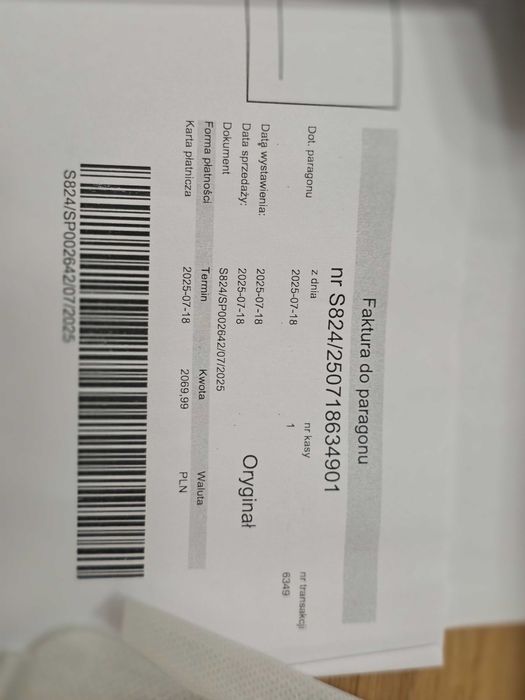 Faktura do paragonu
nr S824/250718634901
Dot. paragonu z dnia nr kasy nr transakcji
2025-07-18 1 6349
Datą wystawienia: 2025-07-18
Data sprzedaży: 2025-07-18 Oryginał
Dokument S824/SP002642/07/2025
Forma płatności Termin Kwota Waluta
Karta płatnicza 2025-07-18 2069,99 PLN
S824/SP002642/07/2025